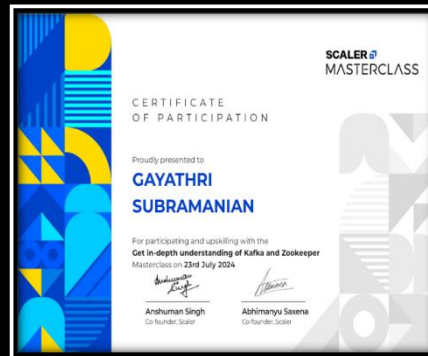 SCALER
MASTERCLASS
CERTIFICATE
OF PARTICIPATION
Proudly presented to
GAYATHRI
SUBRAMANIAN
For participating and upskilling with the
Get in-depth understanding of Kafka and Zookeeper
Masterclass on 23rd July 2024
Anshuman Singh
Abhimanyu Saxena
Co-founder, Scaler
Co-founder, Scaler